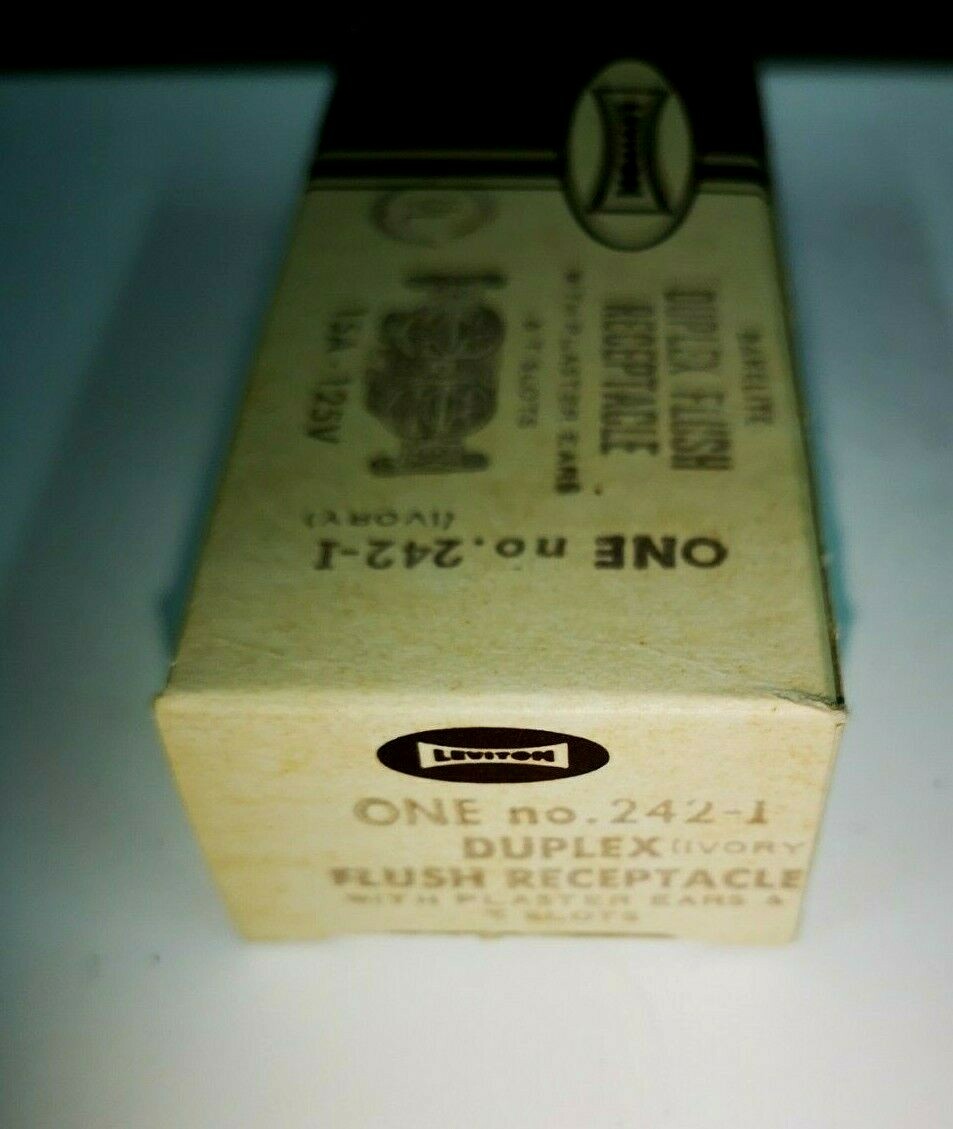 LEVITON
BAKELITE
DUPLEX FLUSH
RECEPTACLE
WITH PLASTER EARS
& T SLOTS
15A - 125V
ONE no. 242-I
(IVORY)
LEVITON
ONE no. 242-I
DUPLEX (IVORY
FLUSH RECEPTACLE
WITH PLASTER EARS &
T SLOTS